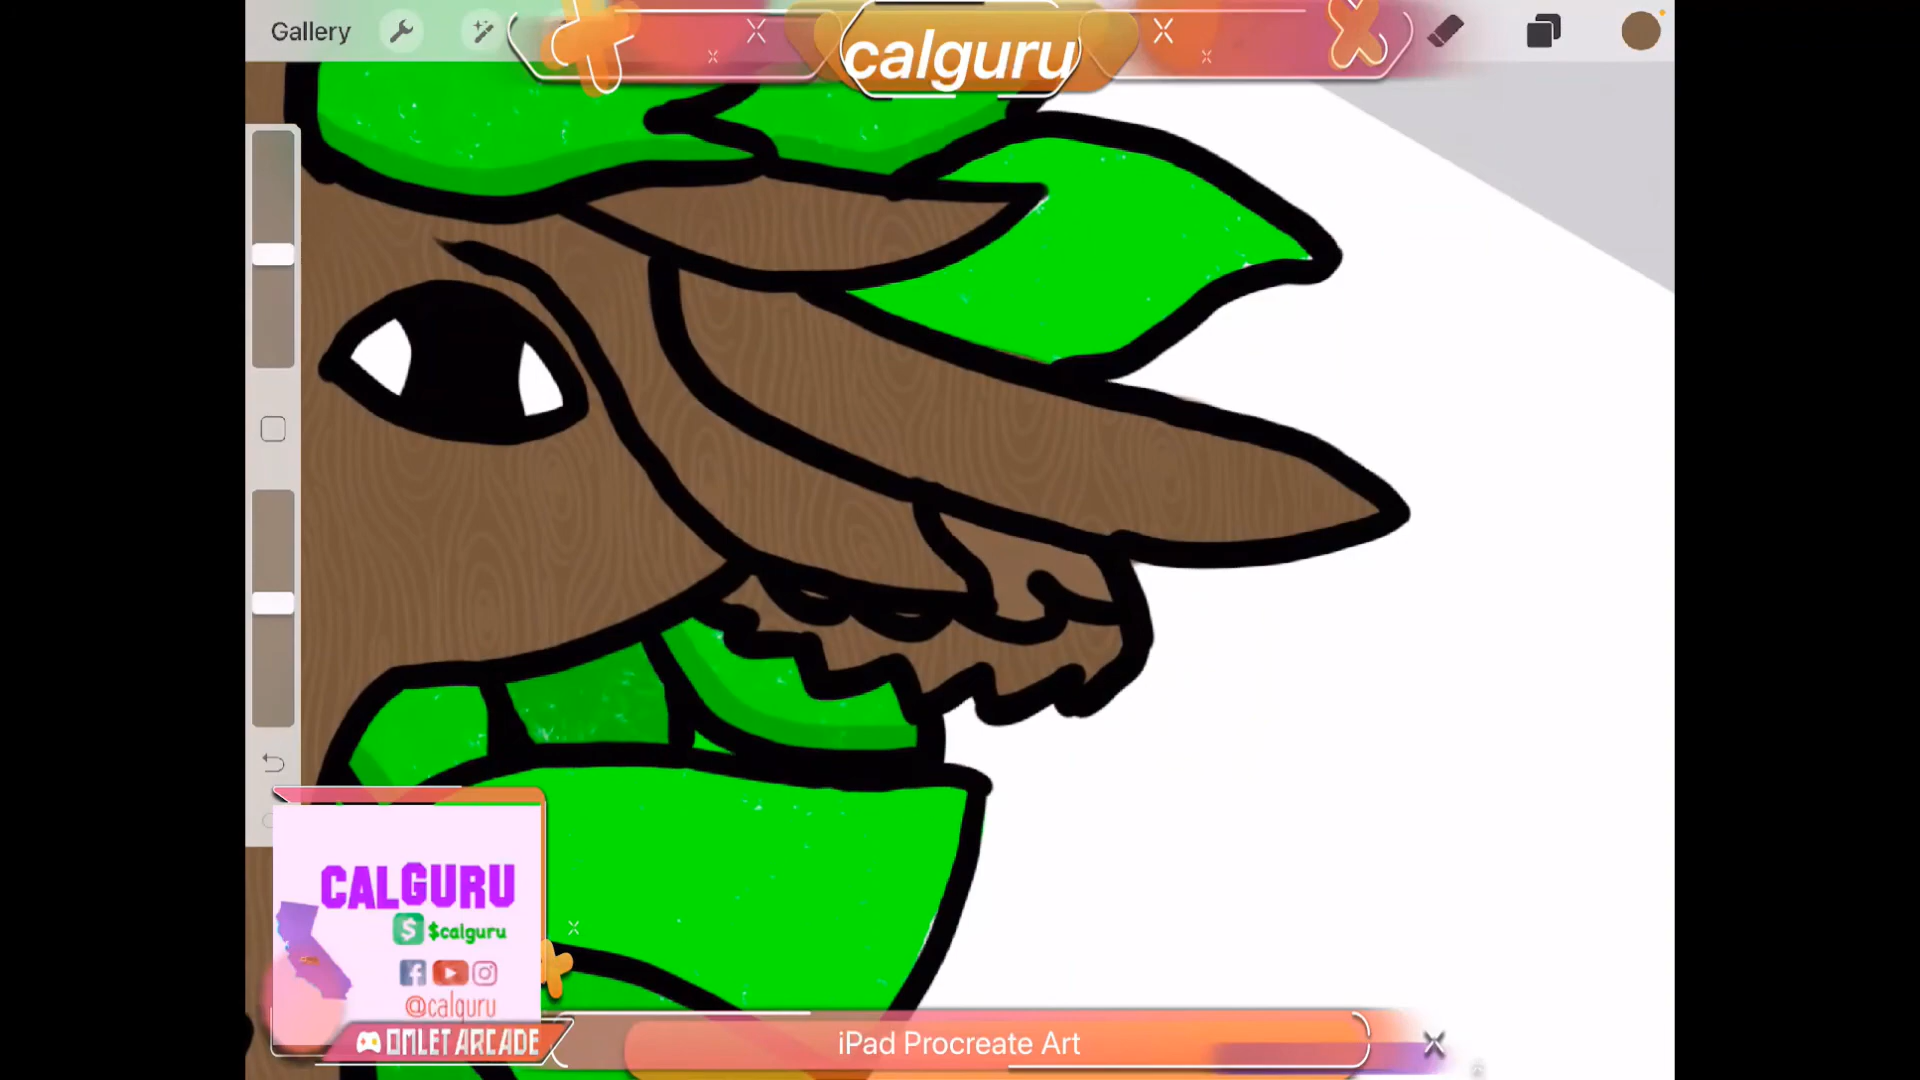 Gallery
calguru
CALGURU
$ $calguru
@calguru
OMLET ARCADE
iPad Procreate Art